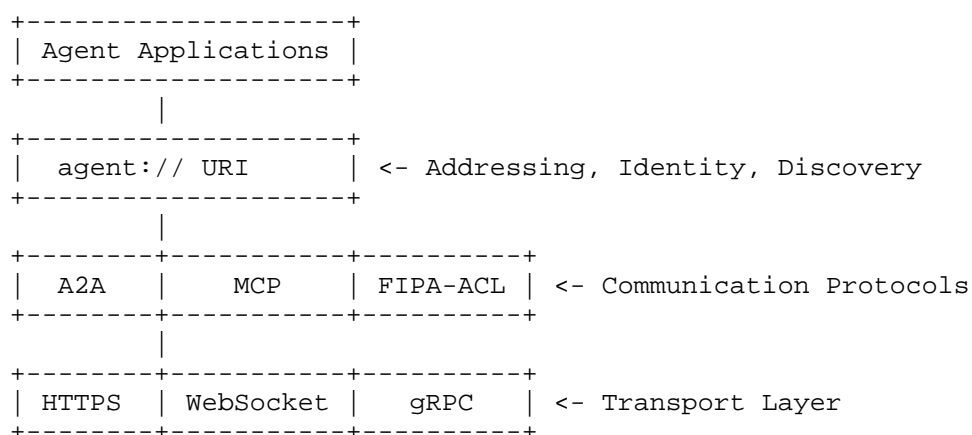 Agent Applications
agent:// URI <- Addressing, Identity, Discovery
A2A MCP FIPA-ACL <- Communication Protocols
HTTPS WebSocket gRPC <- Transport Layer